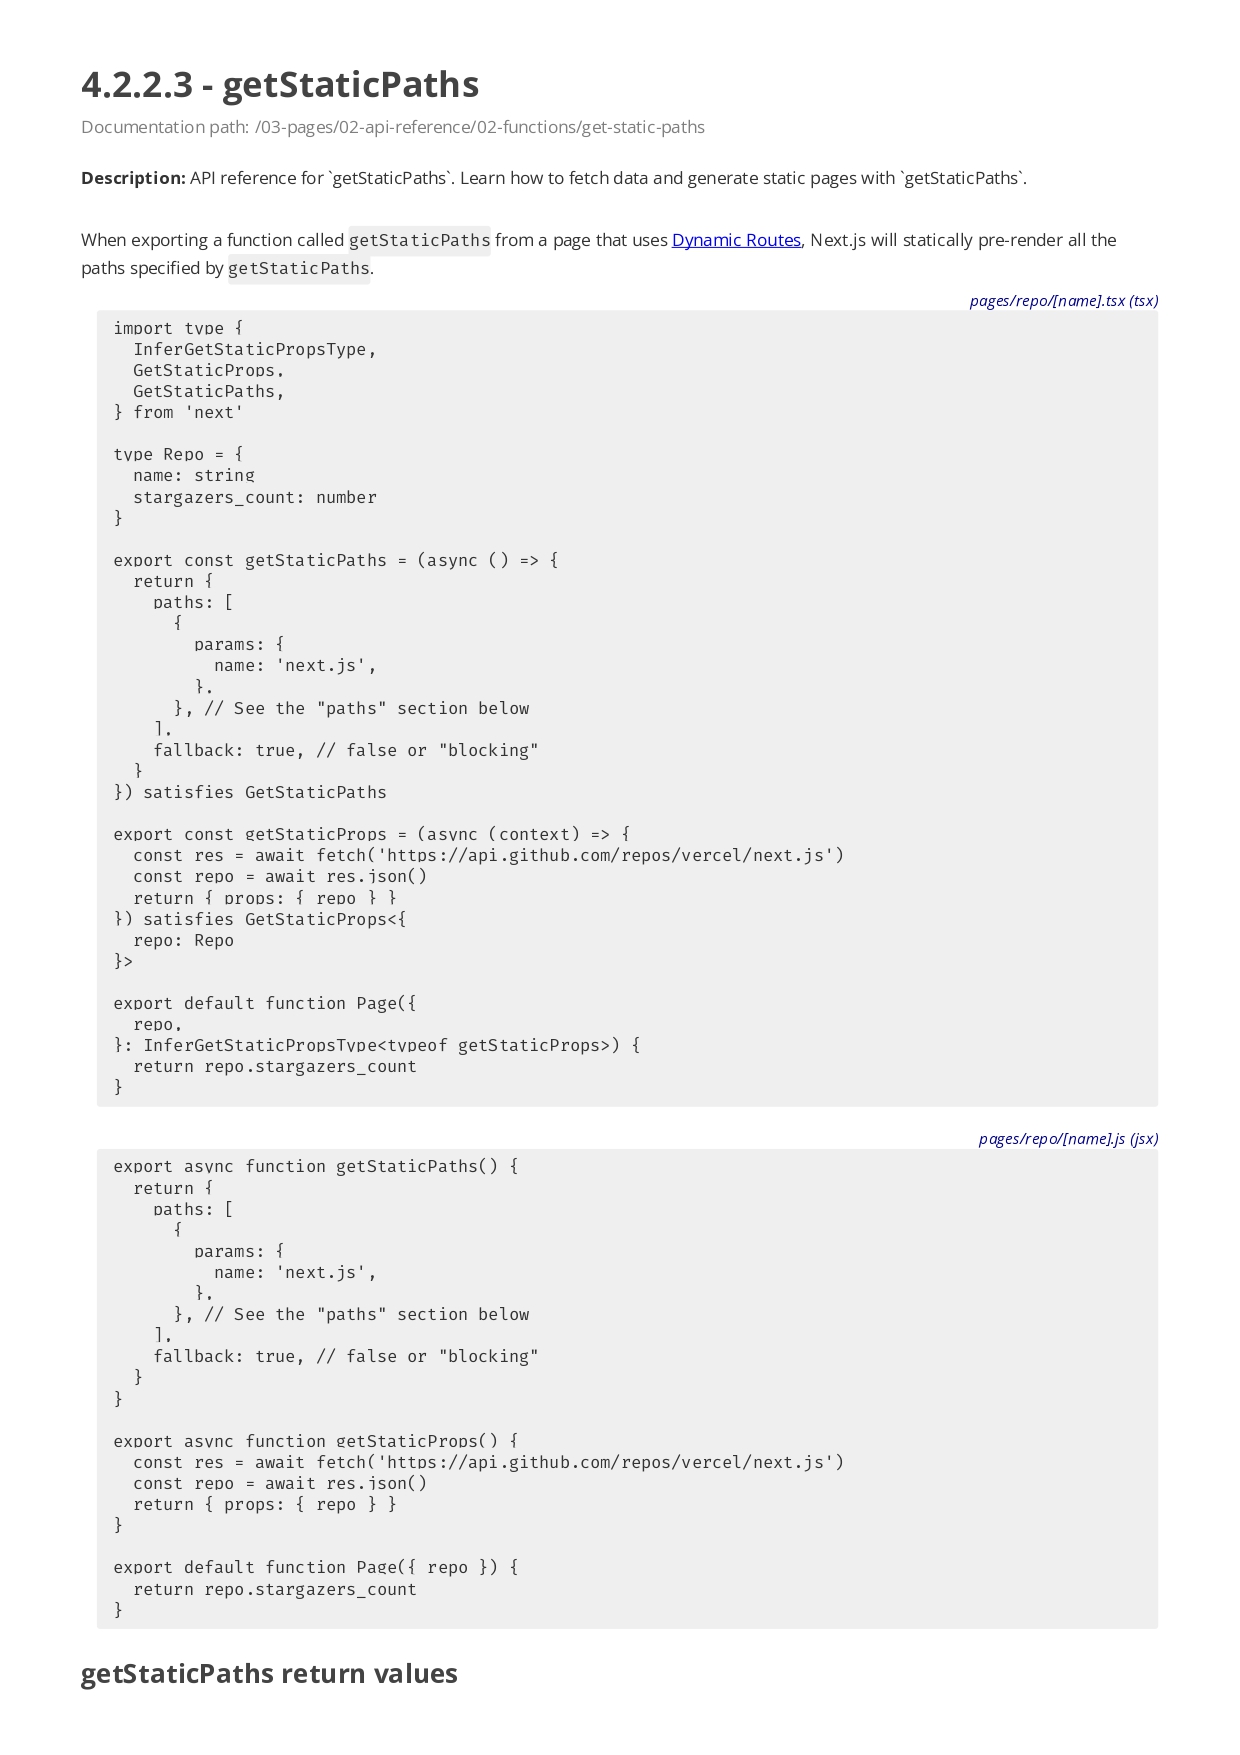 4.2.2.3 - getStaticPaths
Documentation path: /03-pages/02-api-reference/02-functions/get-static-paths
Description: API reference for `getStaticPaths`. Learn how to fetch data and generate static pages with `getStaticPaths`.
When exporting a function called getStaticPaths from a page that uses Dynamic Routes, Next.js will statically pre-render all the
paths specified by getStaticPaths.
pages/repo/[name].tsx (tsx)
import type {
  InferGetStaticPropsType,
  GetStaticProps,
  GetStaticPaths,
} from 'next'

type Repo = {
  name: string
  stargazers_count: number
}

export const getStaticPaths = (async () => {
  return {
    paths: [
      {
        params: {
          name: 'next.js',
        },
      }, // See the "paths" section below
    ],
    fallback: true, // false or "blocking"
  }
}) satisfies GetStaticPaths

export const getStaticProps = (async (context) => {
  const res = await fetch('https://api.github.com/repos/vercel/next.js')
  const repo = await res.json()
  return { props: { repo } }
}) satisfies GetStaticProps<{
  repo: Repo
}>

export default function Page({
  repo,
}: InferGetStaticPropsType<typeof getStaticProps>) {
  return repo.stargazers_count
}
pages/repo/[name].js (jsx)
export async function getStaticPaths() {
  return {
    paths: [
      {
        params: {
          name: 'next.js',
        },
      }, // See the "paths" section below
    ],
    fallback: true, // false or "blocking"
  }
}

export async function getStaticProps() {
  const res = await fetch('https://api.github.com/repos/vercel/next.js')
  const repo = await res.json()
  return { props: { repo } }
}

export default function Page({ repo }) {
  return repo.stargazers_count
}
getStaticPaths return values